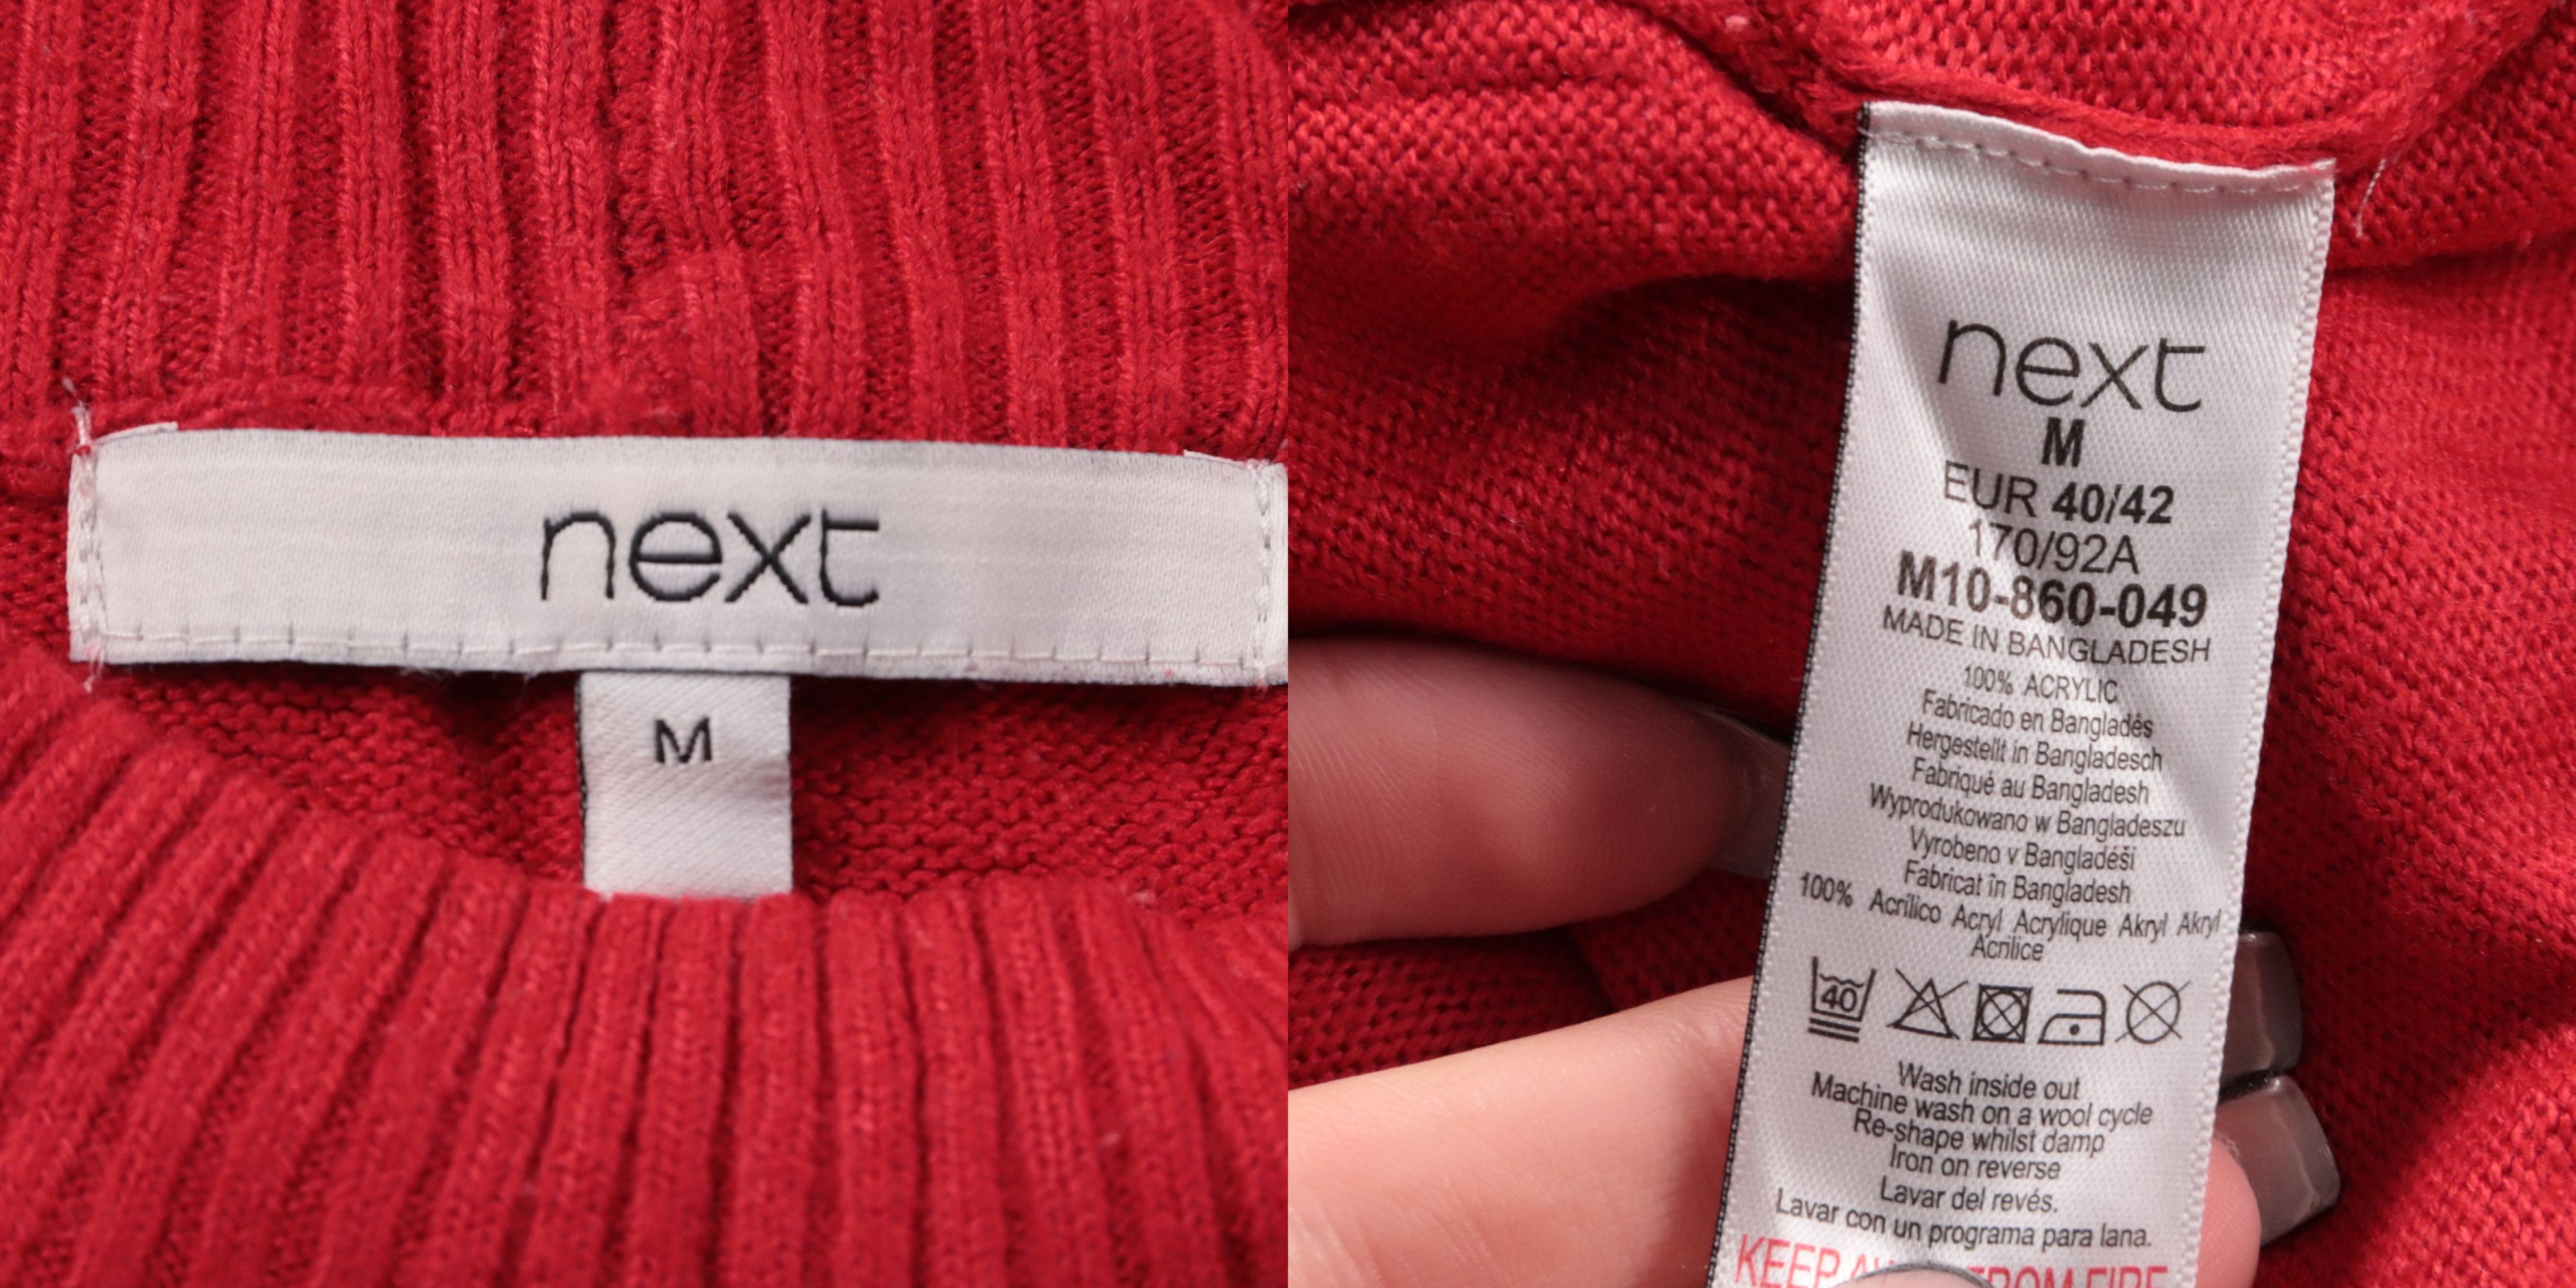 next
M
next
M
EUR 40/42
170/92A
M10-860-049
MADE IN BANGLADESH
100% ACRYLIC
Fabricado en Bangladés
Hergestellt in Bangladesch
Fabriqué au Bangladesh
Wyprodukowano w Bangladeszu
Vyrobeno v Bangladéši
Fabricat în Bangladesh
100% Acrílico Acryl Acrylique Akryl Akryl
Acrilice
40
Wash inside out
Machine wash on a wool cycle
Re-shape whilst damp
Iron on reverse
Lavar del revés.
Lavar con un programa para lana.
KEEP FROM FIRE